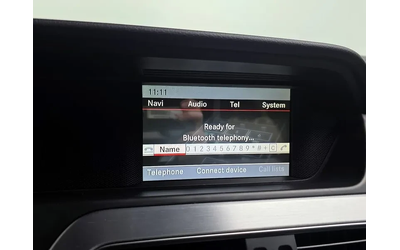 11:11
Navi Audio Tel System
Ready for
Bluetooth telephony...
Name 0 1 2 3 4 5 6 7 8 9 * # + C
Telephone Connect device Call lists